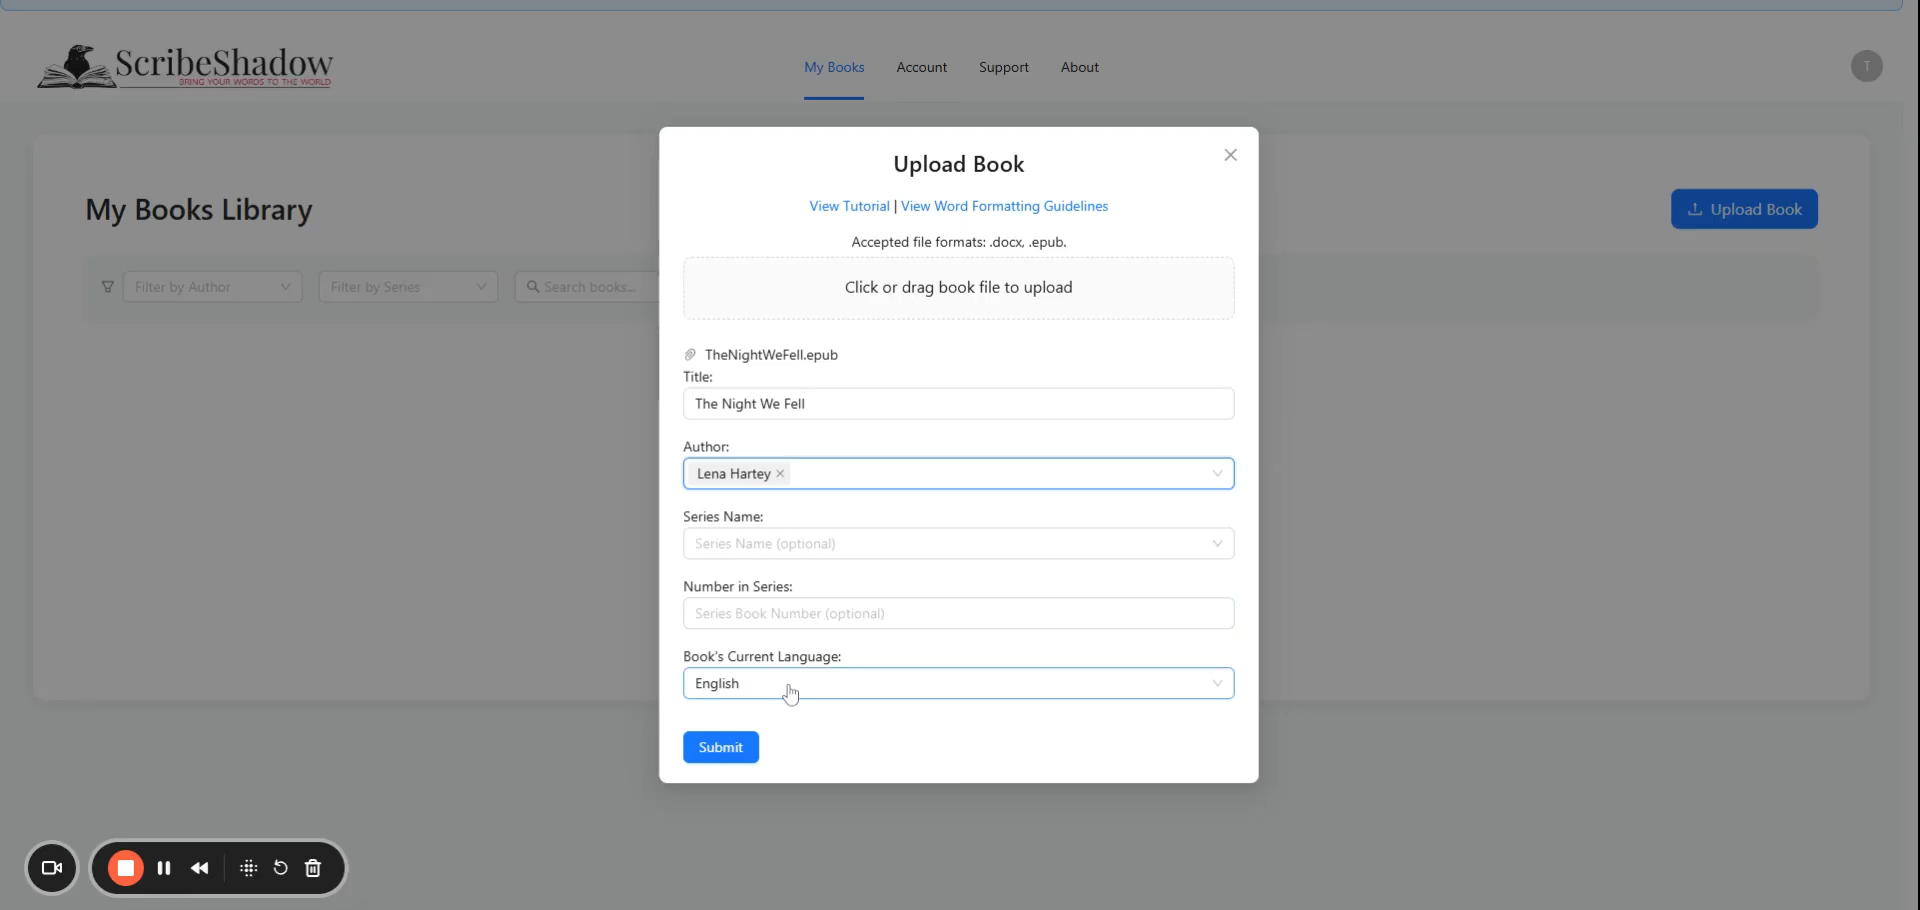 ScribeShadow
BRING YOUR WORDS TO THE WORLD
My Books
Account
Support
About
T
My Books Library
Upload Book
Filter by Author
Filter by Series
Search books...
Upload Book
View Tutorial | View Word Formatting Guidelines
Accepted file formats: .docx, .epub.
Click or drag book file to upload
TheNightWeFell.epub
Title:
The Night We Fell
Author:
Lena Hartey
Series Name:
Series Name (optional)
Number in Series:
Series Book Number (optional)
Book's Current Language:
English
Submit